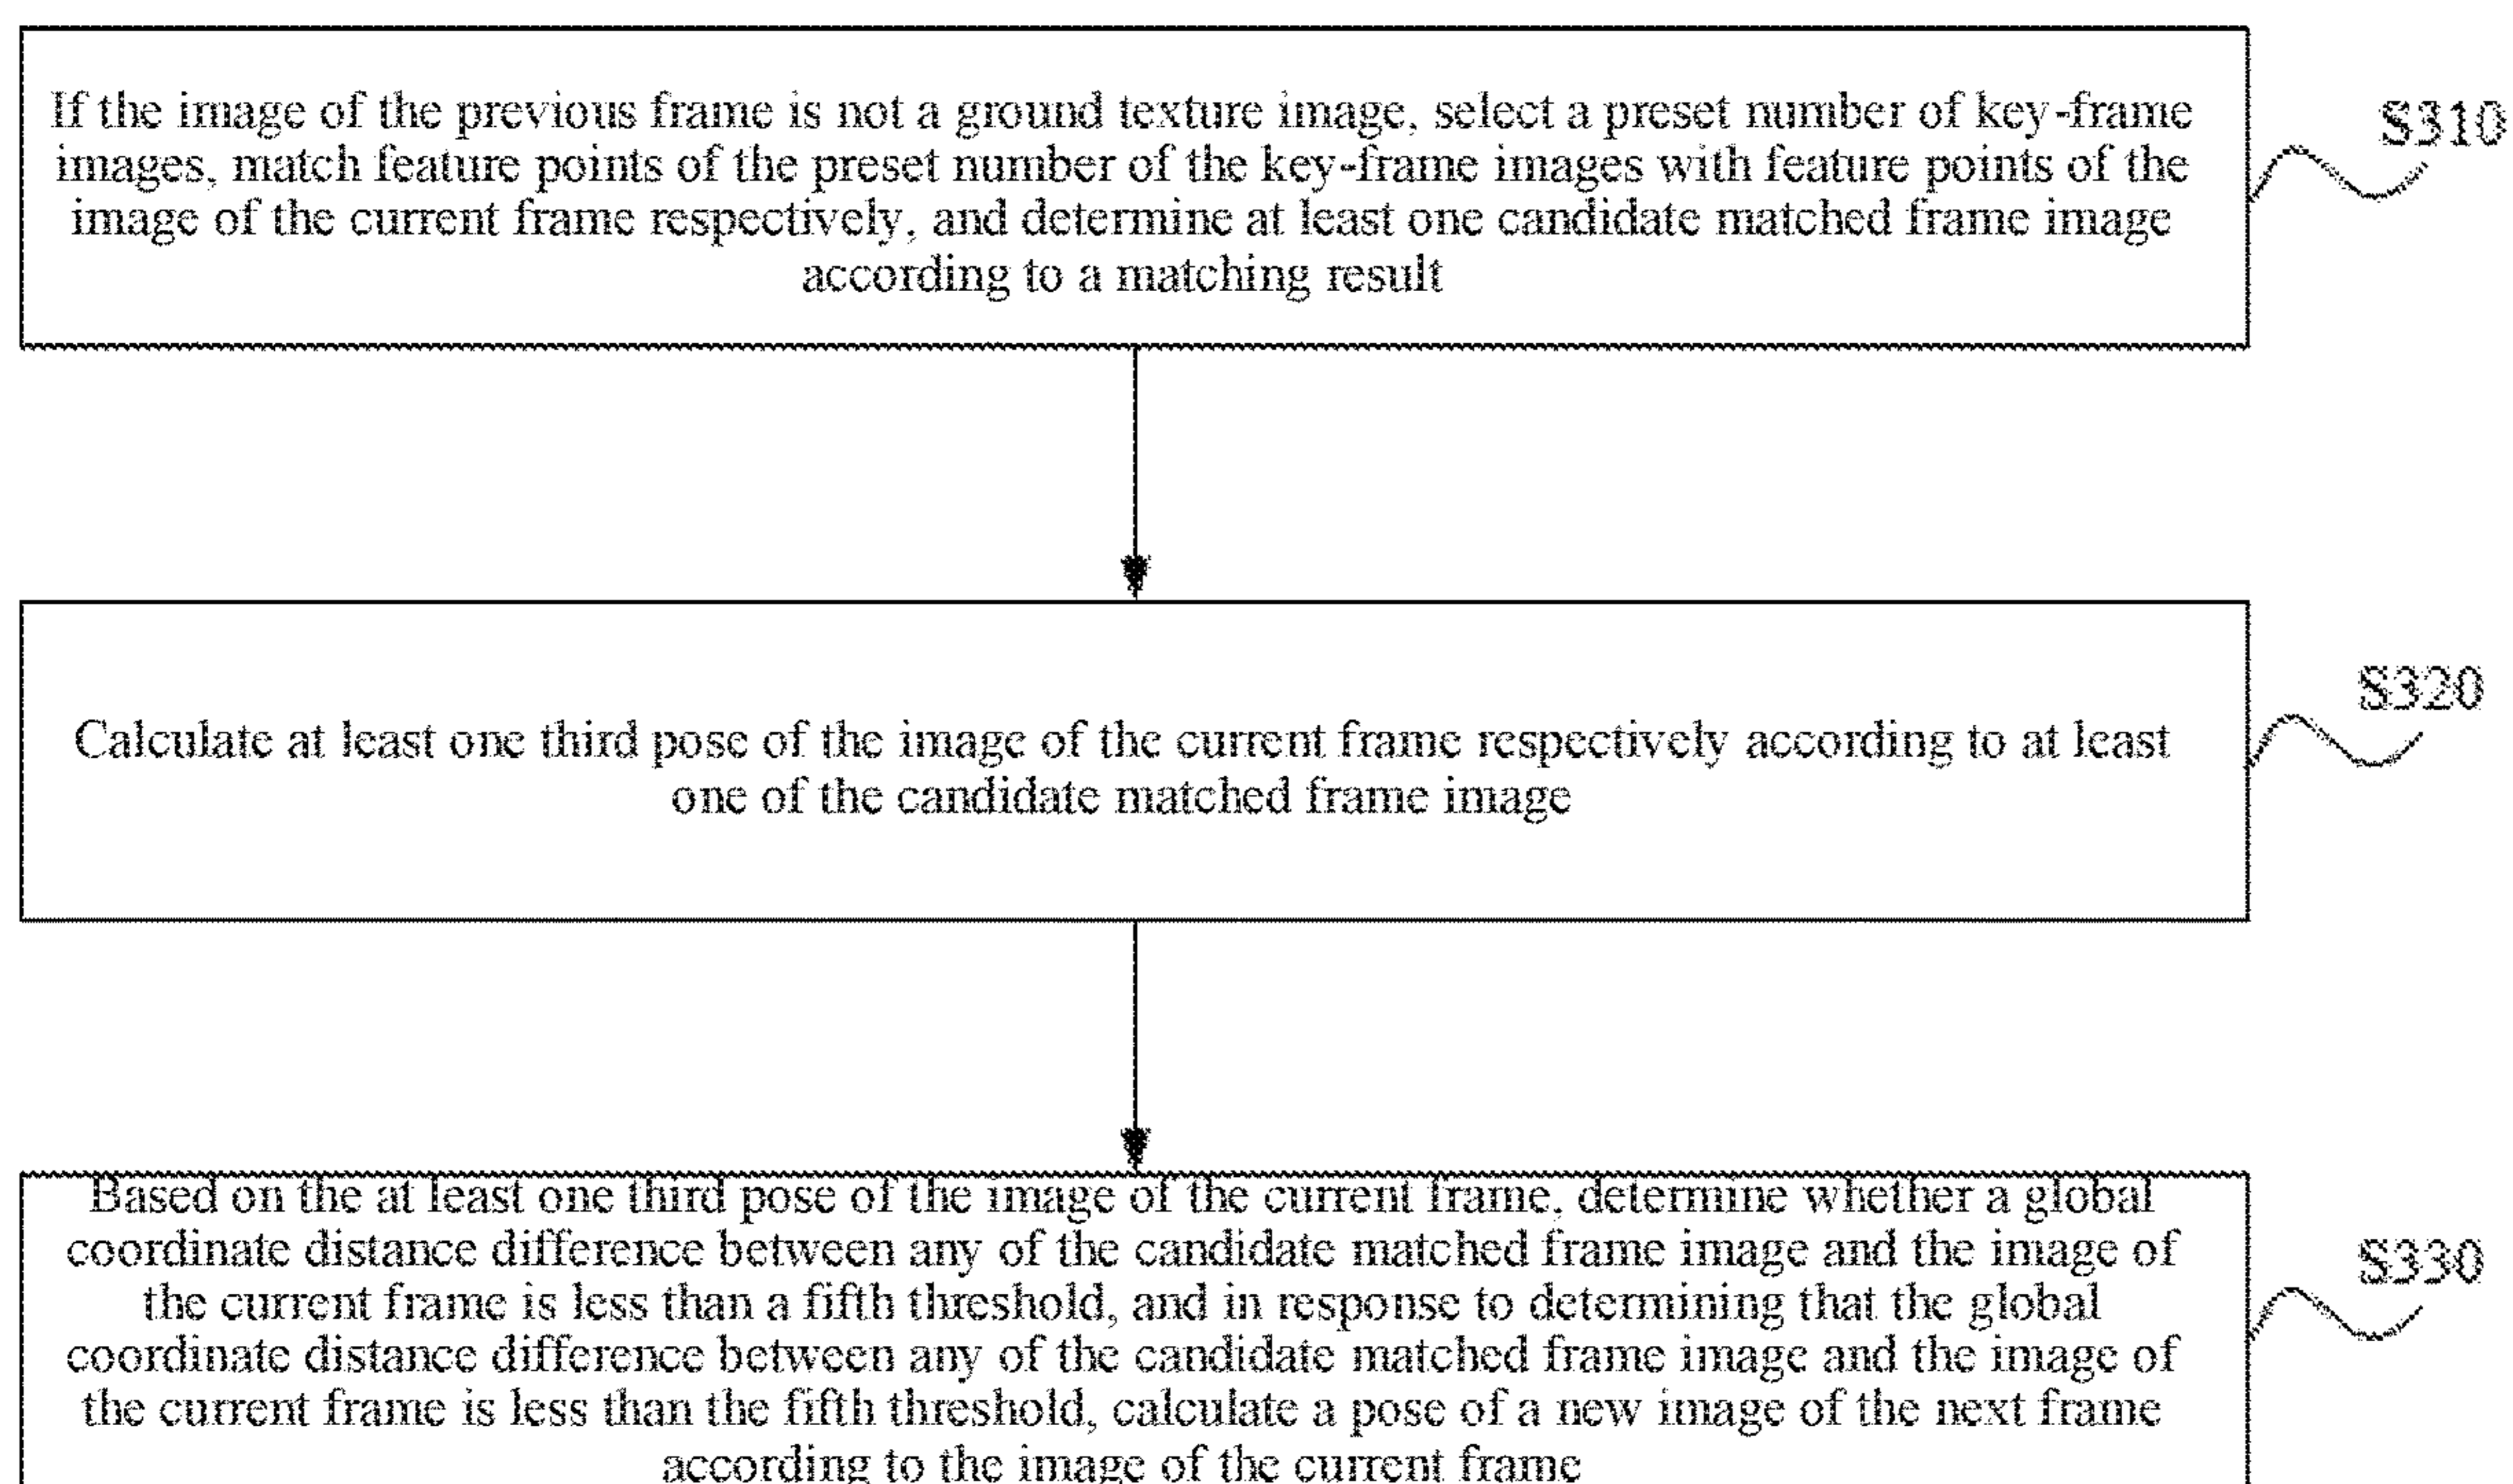 If the image of the previous frame is not a ground texture image, select a preset number of key-frame
images, match feature points of the preset number of the key-frame images with feature points of the
image of the current frame respectively, and determine at least one candidate matched frame image
according to a matching result
S310
Calculate at least one third pose of the image of the current frame respectively according to at least
one of the candidate matched frame image
S320
Based on the at least one third pose of the image of the current frame, determine whether a global
coordinate distance difference between any of the candidate matched frame image and the image of
the current frame is less than a fifth threshold, and in response to determining that the global
coordinate distance difference between any of the candidate matched frame image and the image of
the current frame is less than the fifth threshold, calculate a pose of a new image of the next frame
according to the image of the current frame
S330